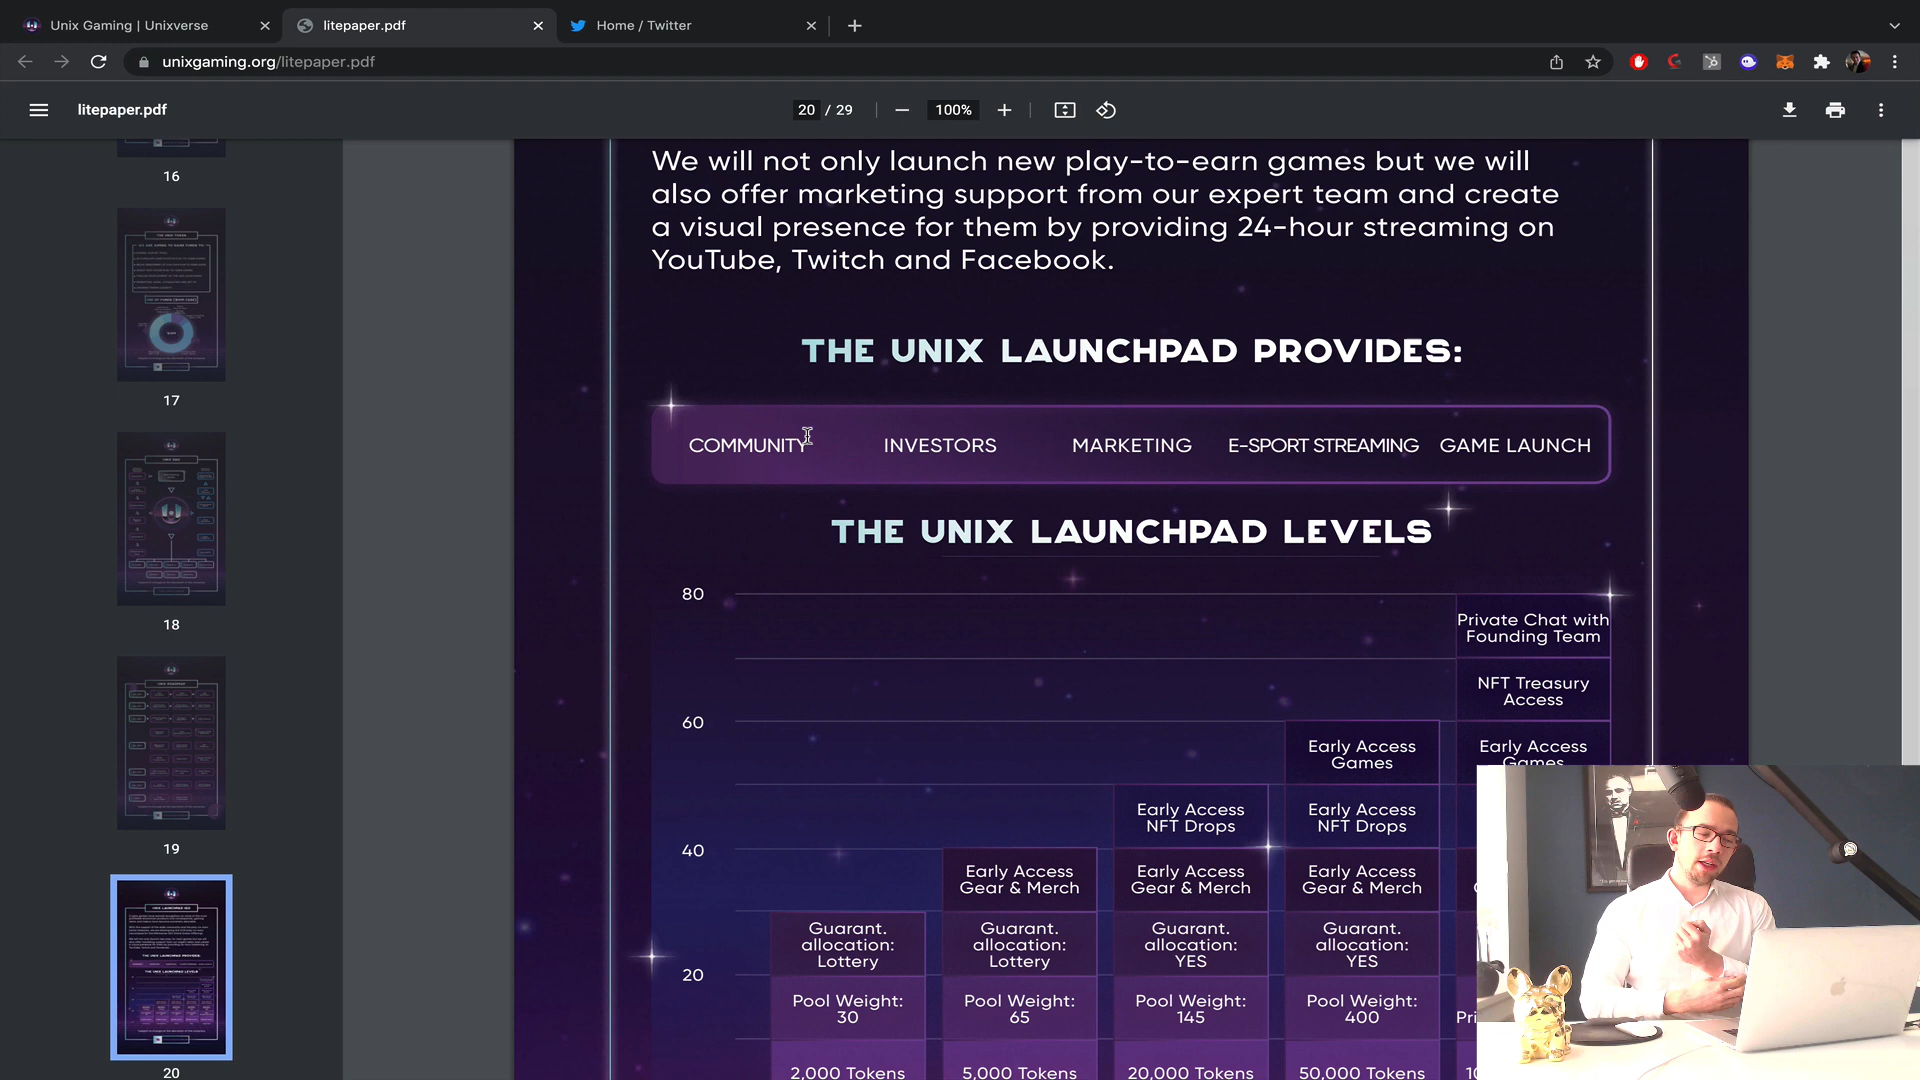 Unix Gaming | Unixverse
litepaper.pdf
Home / Twitter
unixgaming.org/litepaper.pdf
litepaper.pdf
20 / 29
100%
16
17
18
19
20
We will not only launch new play-to-earn games but we will
also offer marketing support from our expert team and create
a visual presence for them by providing 24-hour streaming on
YouTube, Twitch and Facebook.
THE UNIX LAUNCHPAD PROVIDES:
COMMUNITY INVESTORS MARKETING E-SPORT STREAMING GAME LAUNCH
THE UNIX LAUNCHPAD LEVELS
80
60
40
20
Guarant.
allocation:
Lottery
Pool Weight:
30
2,000 Tokens
Early Access
Gear & Merch
Guarant.
allocation:
Lottery
Pool Weight:
65
5,000 Tokens
Early Access
NFT Drops
Early Access
Gear & Merch
Guarant.
allocation:
YES
Pool Weight:
145
20,000 Tokens
Early Access
Games
Early Access
NFT Drops
Early Access
Gear & Merch
Guarant.
allocation:
YES
Pool Weight:
400
50,000 Tokens
Private Chat with
Founding Team
NFT Treasury
Access
Early Access
Games